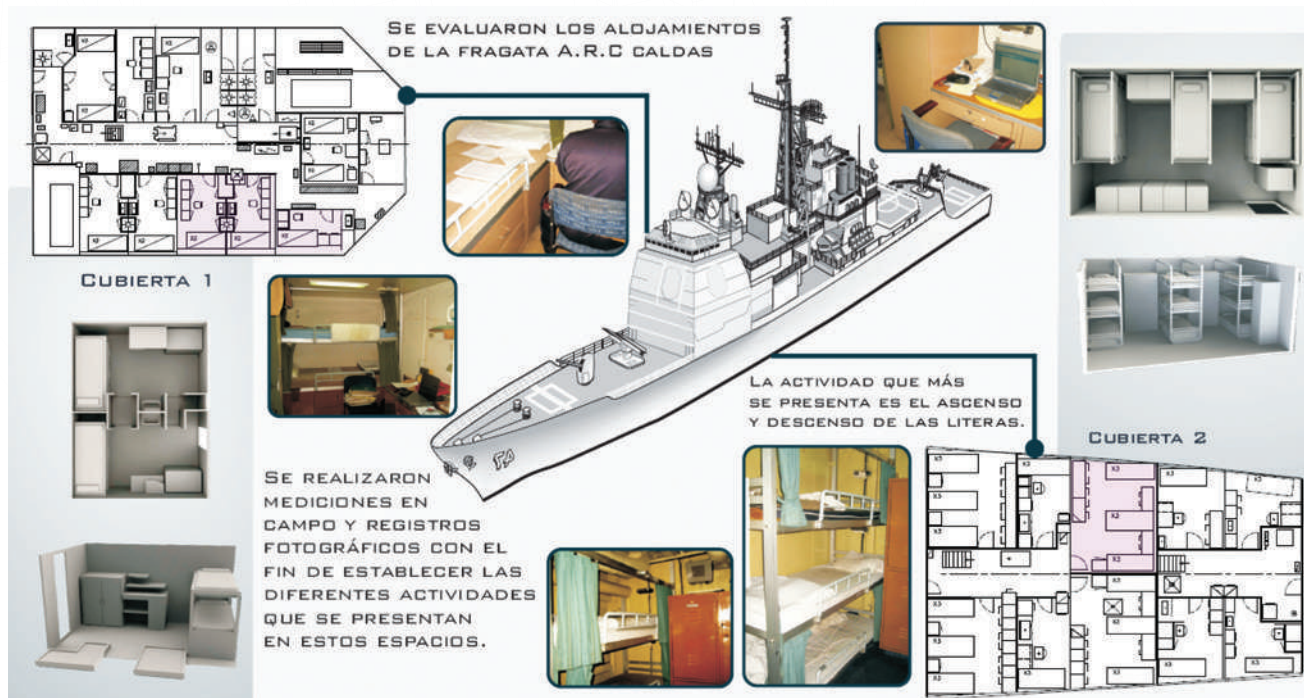 SE EVALUARON LOS ALOJAMIENTOS
DE LA FRAGATA A.R.C CALDAS
CUBIERTA 1
SE REALIZARON
MEDICIONES EN
CAMPO Y REGISTROS
FOTOGRÁFICOS CON EL
FIN DE ESTABLECER LAS
DIFERENTES ACTIVIDADES
QUE SE PRESENTAN
EN ESTOS ESPACIOS.
LA ACTIVIDAD QUE MÁS
SE PRESENTA ES EL ASCENSO
Y DESCENSO DE LAS LITERAS.
CUBIERTA 2